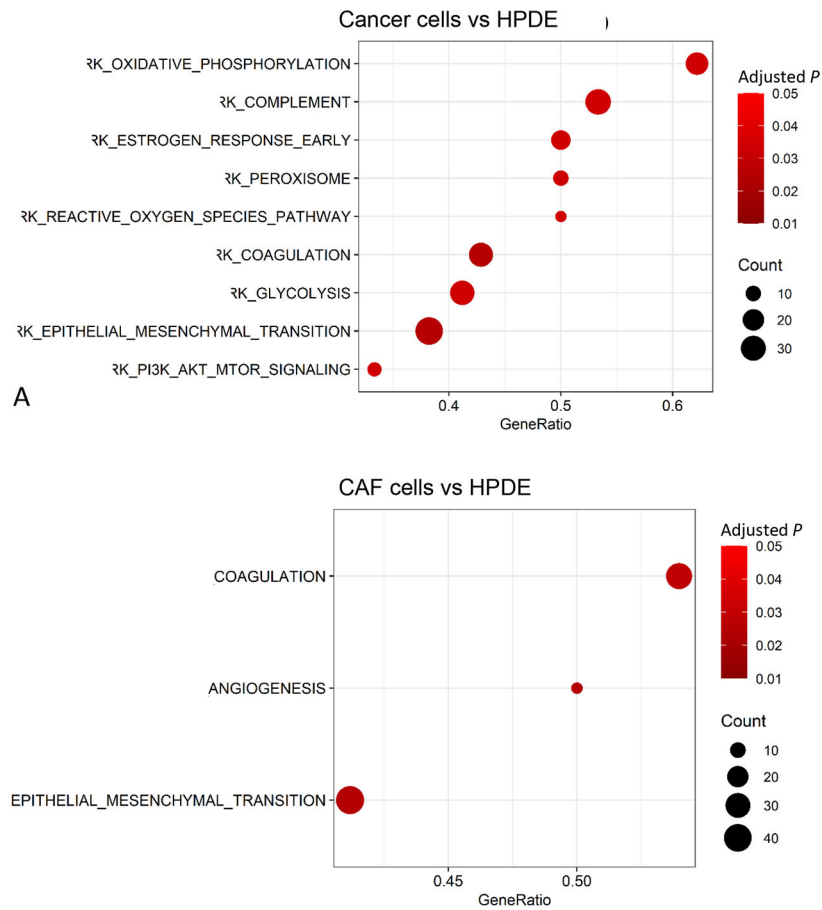 Cancer cells vs HPDE )
RK_OXIDATIVE_PHOSPHORYLATION
RK_COMPLEMENT
RK_ESTROGEN_RESPONSE_EARLY
RK_PEROXISOME
RK_REACTIVE_OXYGEN_SPECIES_PATHWAY
RK_COAGULATION
RK_GLYCOLYSIS
RK_EPITHELIAL_MESENCHYMAL_TRANSITION
RK_PI3K_AKT_MTOR_SIGNALING
A
0.4 0.5 0.6
GeneRatio
Adjusted P
0.05
0.04
0.03
0.02
0.01
Count
10
20
30
CAF cells vs HPDE
COAGULATION
ANGIOGENESIS
EPITHELIAL_MESENCHYMAL_TRANSITION
0.45 0.50
GeneRatio
Adjusted P
0.05
0.04
0.03
0.02
0.01
Count
10
20
30
40